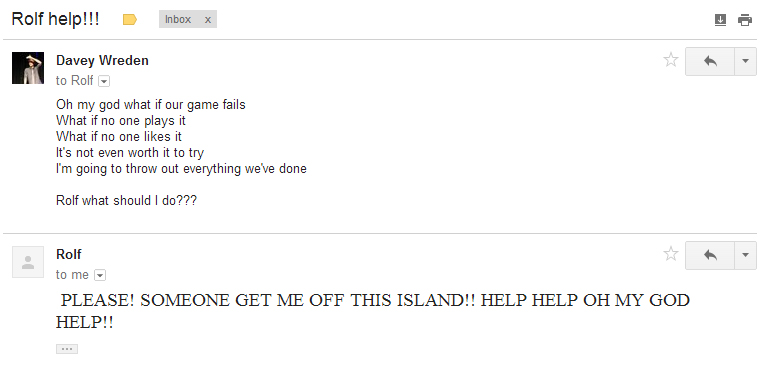 Rolf help!!!
Inbox x
Davey Wreden
to Rolf
Oh my god what if our game fails
What if no one plays it
What if no one likes it
It's not even worth it to try
I'm going to throw out everything we've done
Rolf what should I do???
Rolf
to me
PLEASE! SOMEONE GET ME OFF THIS ISLAND!! HELP HELP OH MY GOD
HELP!!